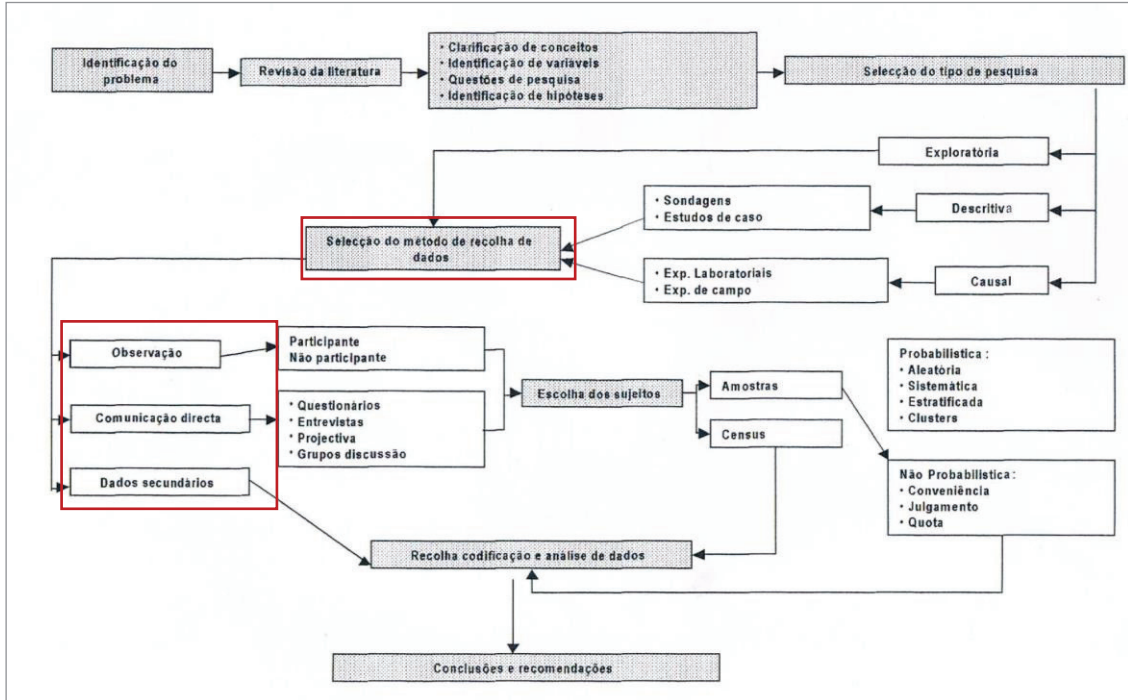 Identificação do
problema
Revisão da literatura
• Clarificação de conceitos
• Identificação de variáveis
• Questões de pesquisa
• Identificação de hipóteses
Selecção do tipo de pesquisa
Exploratória
• Sondagens
• Estudos de caso
Descritiva
Selecção do método de recolha de
dados
• Exp. Laboratoriais
• Exp. de campo
Causal
Observação
Participante
Não participante
Comunicação directa
• Questionários
• Entrevistas
• Projectiva
• Grupos discussão
Dados secundários
Escolha dos sujeitos
Amostras
Census
Probabilistica :
• Aleatória
• Sistemática
• Estratificada
• Clusters
Não Probabilistica :
• Conveniência
• Julgamento
• Quota
Recolha codificação e análise de dados
Conclusões e recomendações